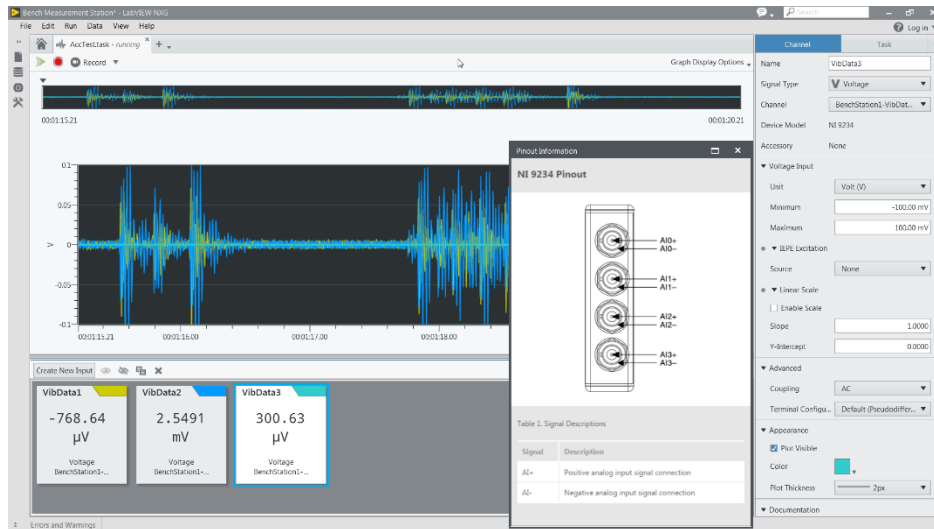 Bench Measurement Station* - LabVIEW NXG
Search
File Edit Run Data View Help
Log in
AccTest.task - running
Record
Graph Display Options
00:01:15.21
00:01:20.21
0.1
0.05
V
0
-0.05
-0.1
00:01:15.21
00:01:16.00
00:01:17.00
00:01:18.00
Create New Input
VibData1
-768.64
µV
Voltage
BenchStation1-...
VibData2
2.5491
mV
Voltage
BenchStation1-...
VibData3
300.63
µV
Voltage
BenchStation1-...
Errors and Warnings
Pinout Information
NI 9234 Pinout
AI0+
AI0−
AI1+
AI1−
AI2+
AI2−
AI3+
AI3−
Table 1. Signal Descriptions
Signal Description
AI+ Positive analog input signal connection
AI- Negative analog input signal connection
Channel
Task
Name VibData3
Signal Type V Voltage
Channel BenchStation1-VibDat...
Device Model NI 9234
Accessory None
Voltage Input
Unit Volt (V)
Minimum -100.00 mV
Maximum 100.00 mV
IEPE Excitation
Source None
Linear Scale
Enable Scale
Slope 1.0000
Y-Intercept 0.0000
Advanced
Coupling AC
Terminal Configu... Default (Pseudodiffer...
Appearance
Plot Visible
Color
Plot Thickness 2px
Documentation